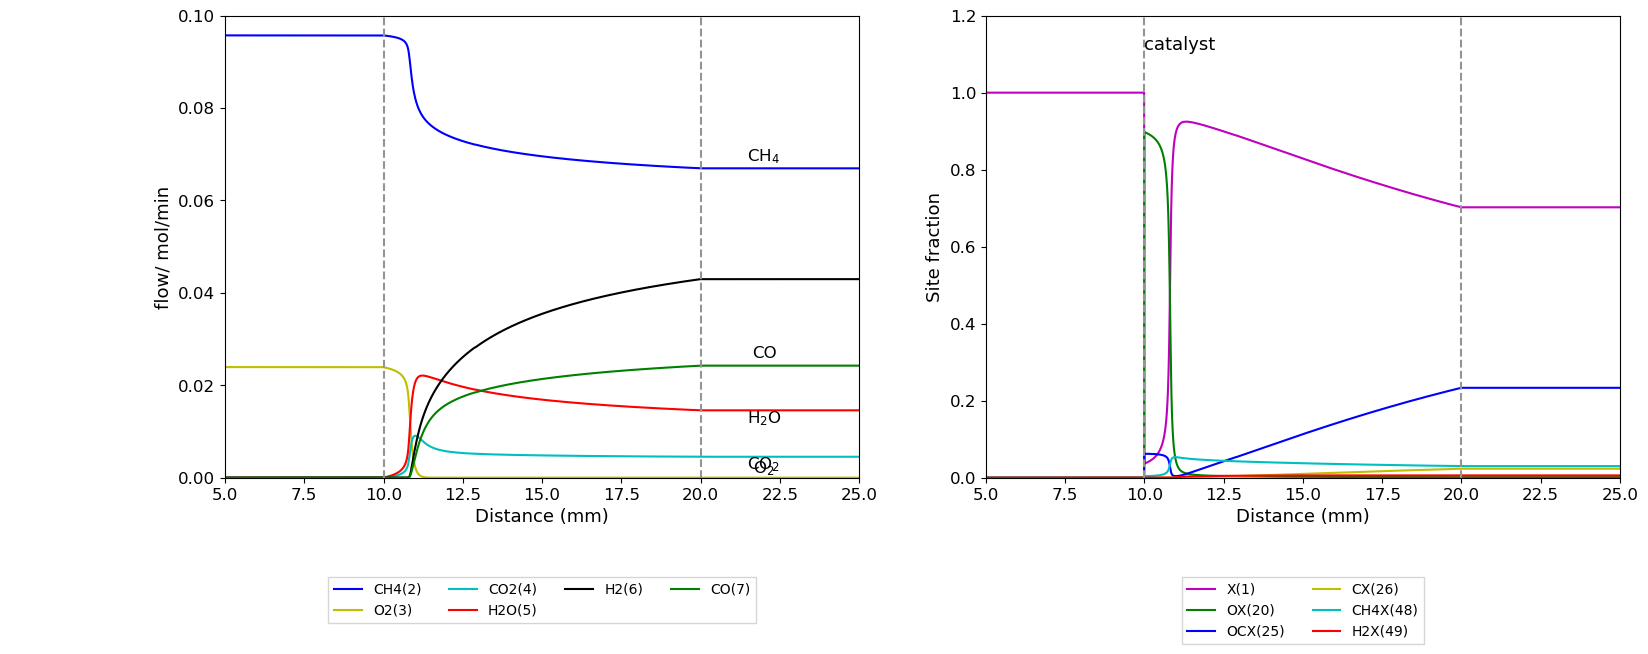 0.10
0.08
0.06
0.04
0.02
0.00
flow/ mol/min
CH₄
CO
H₂O
CO₂
O₂
5.0 7.5 10.0 12.5 15.0 17.5 20.0 22.5 25.0
Distance (mm)
CH4(2) CO2(4) H2(6) CO(7)
O2(3) H2O(5)
1.2
1.0
0.8
0.6
0.4
0.2
0.0
Site fraction
catalyst
5.0 7.5 10.0 12.5 15.0 17.5 20.0 22.5 25.0
Distance (mm)
X(1) CX(26)
OX(20) CH4X(48)
OCX(25) H2X(49)